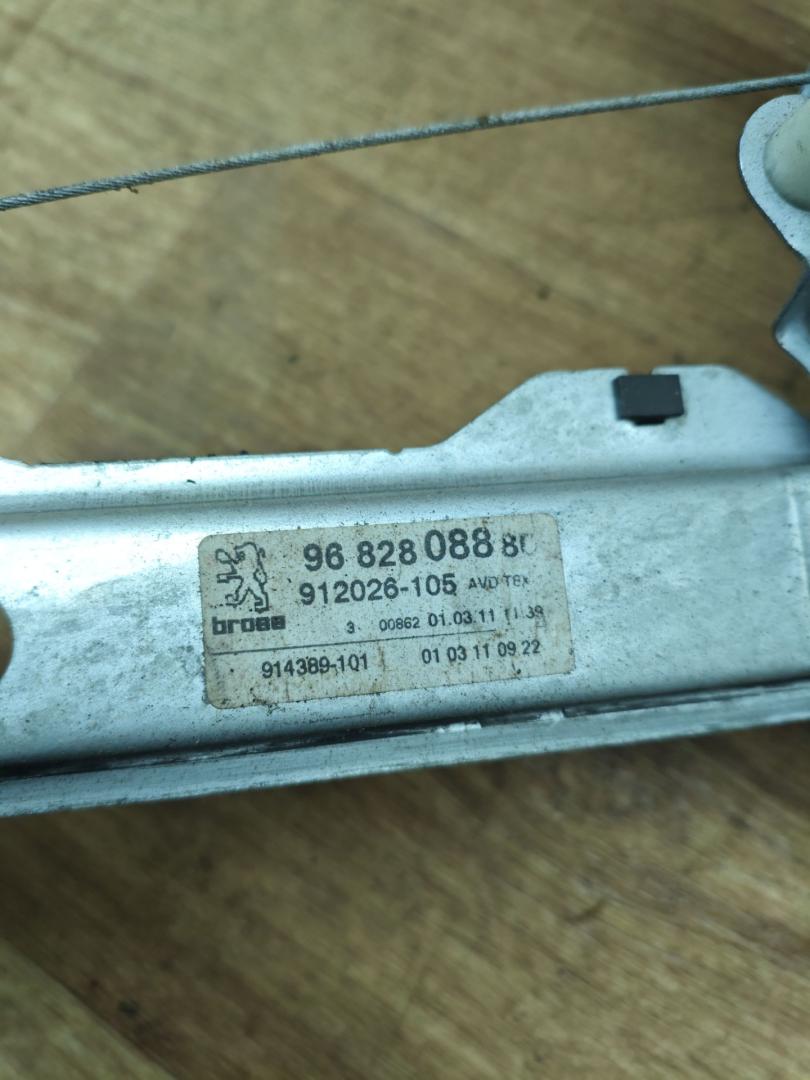 96 828 088 80
912026-105 AVD T6X
brose
3 00862 01.03.11 11:39
914389-101 01 03 11 09 22